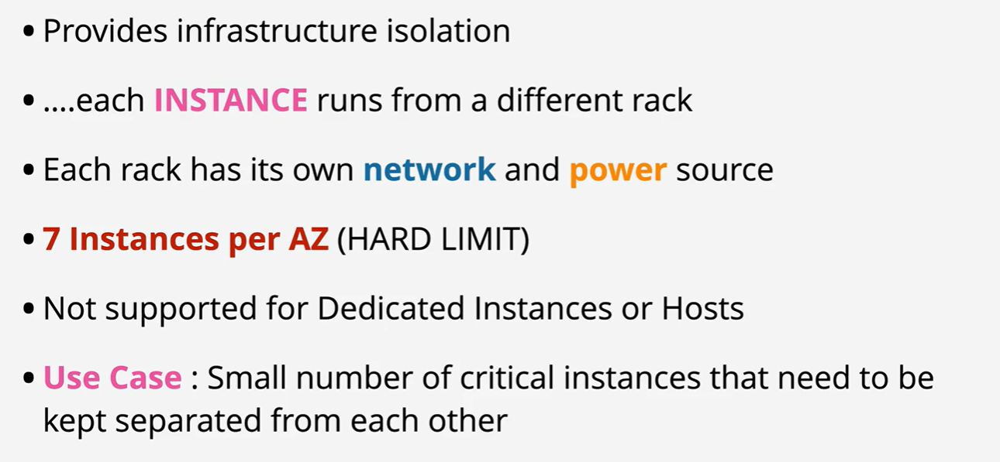 • Provides infrastructure isolation
• ....each INSTANCE runs from a different rack
• Each rack has its own network and power source
• 7 Instances per AZ (HARD LIMIT)
• Not supported for Dedicated Instances or Hosts
• Use Case : Small number of critical instances that need to be
kept separated from each other